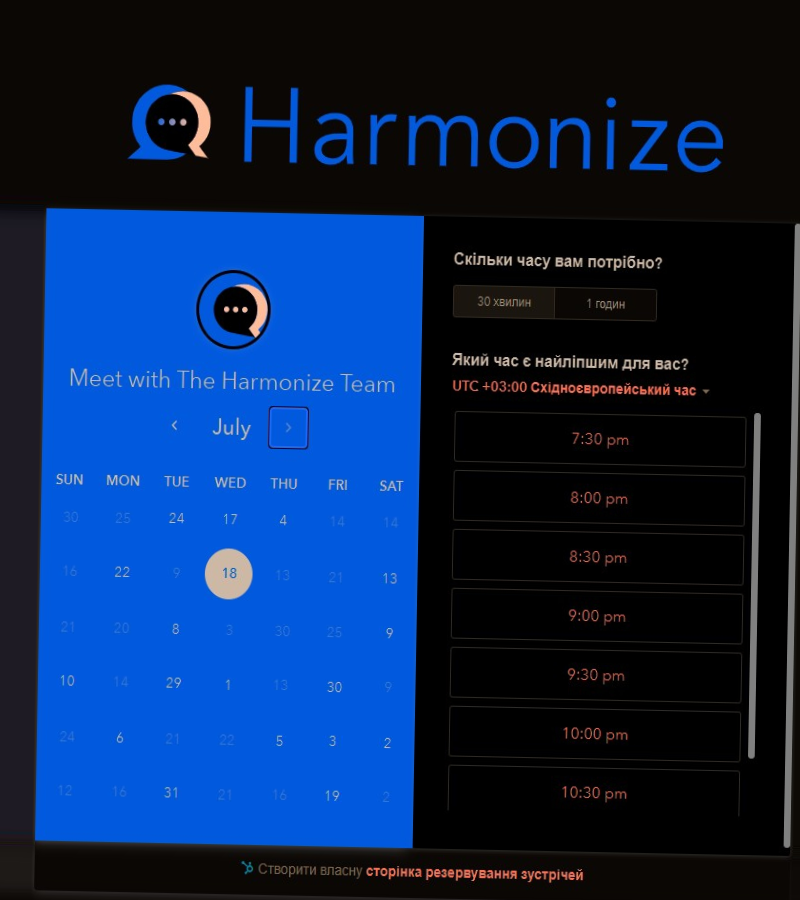 Harmonize
Meet with The Harmonize Team
July
SUN MON TUE WED THU FRI SAT
30 25 24 17 4 14 14
16 22 9 18 13 21 13
21 20 8 3 30 25 9
10 14 29 1 13 30 9
24 6 21 22 5 3 2
12 16 31 21 16 19 2
Скільки часу вам потрібно?
30 хвилин 1 годин
Який час є найліпшим для вас?
UTC +03:00 Східноєвропейський час
7:30 pm
8:00 pm
8:30 pm
9:00 pm
9:30 pm
10:00 pm
10:30 pm
Створити власну сторінка резервування зустрічей